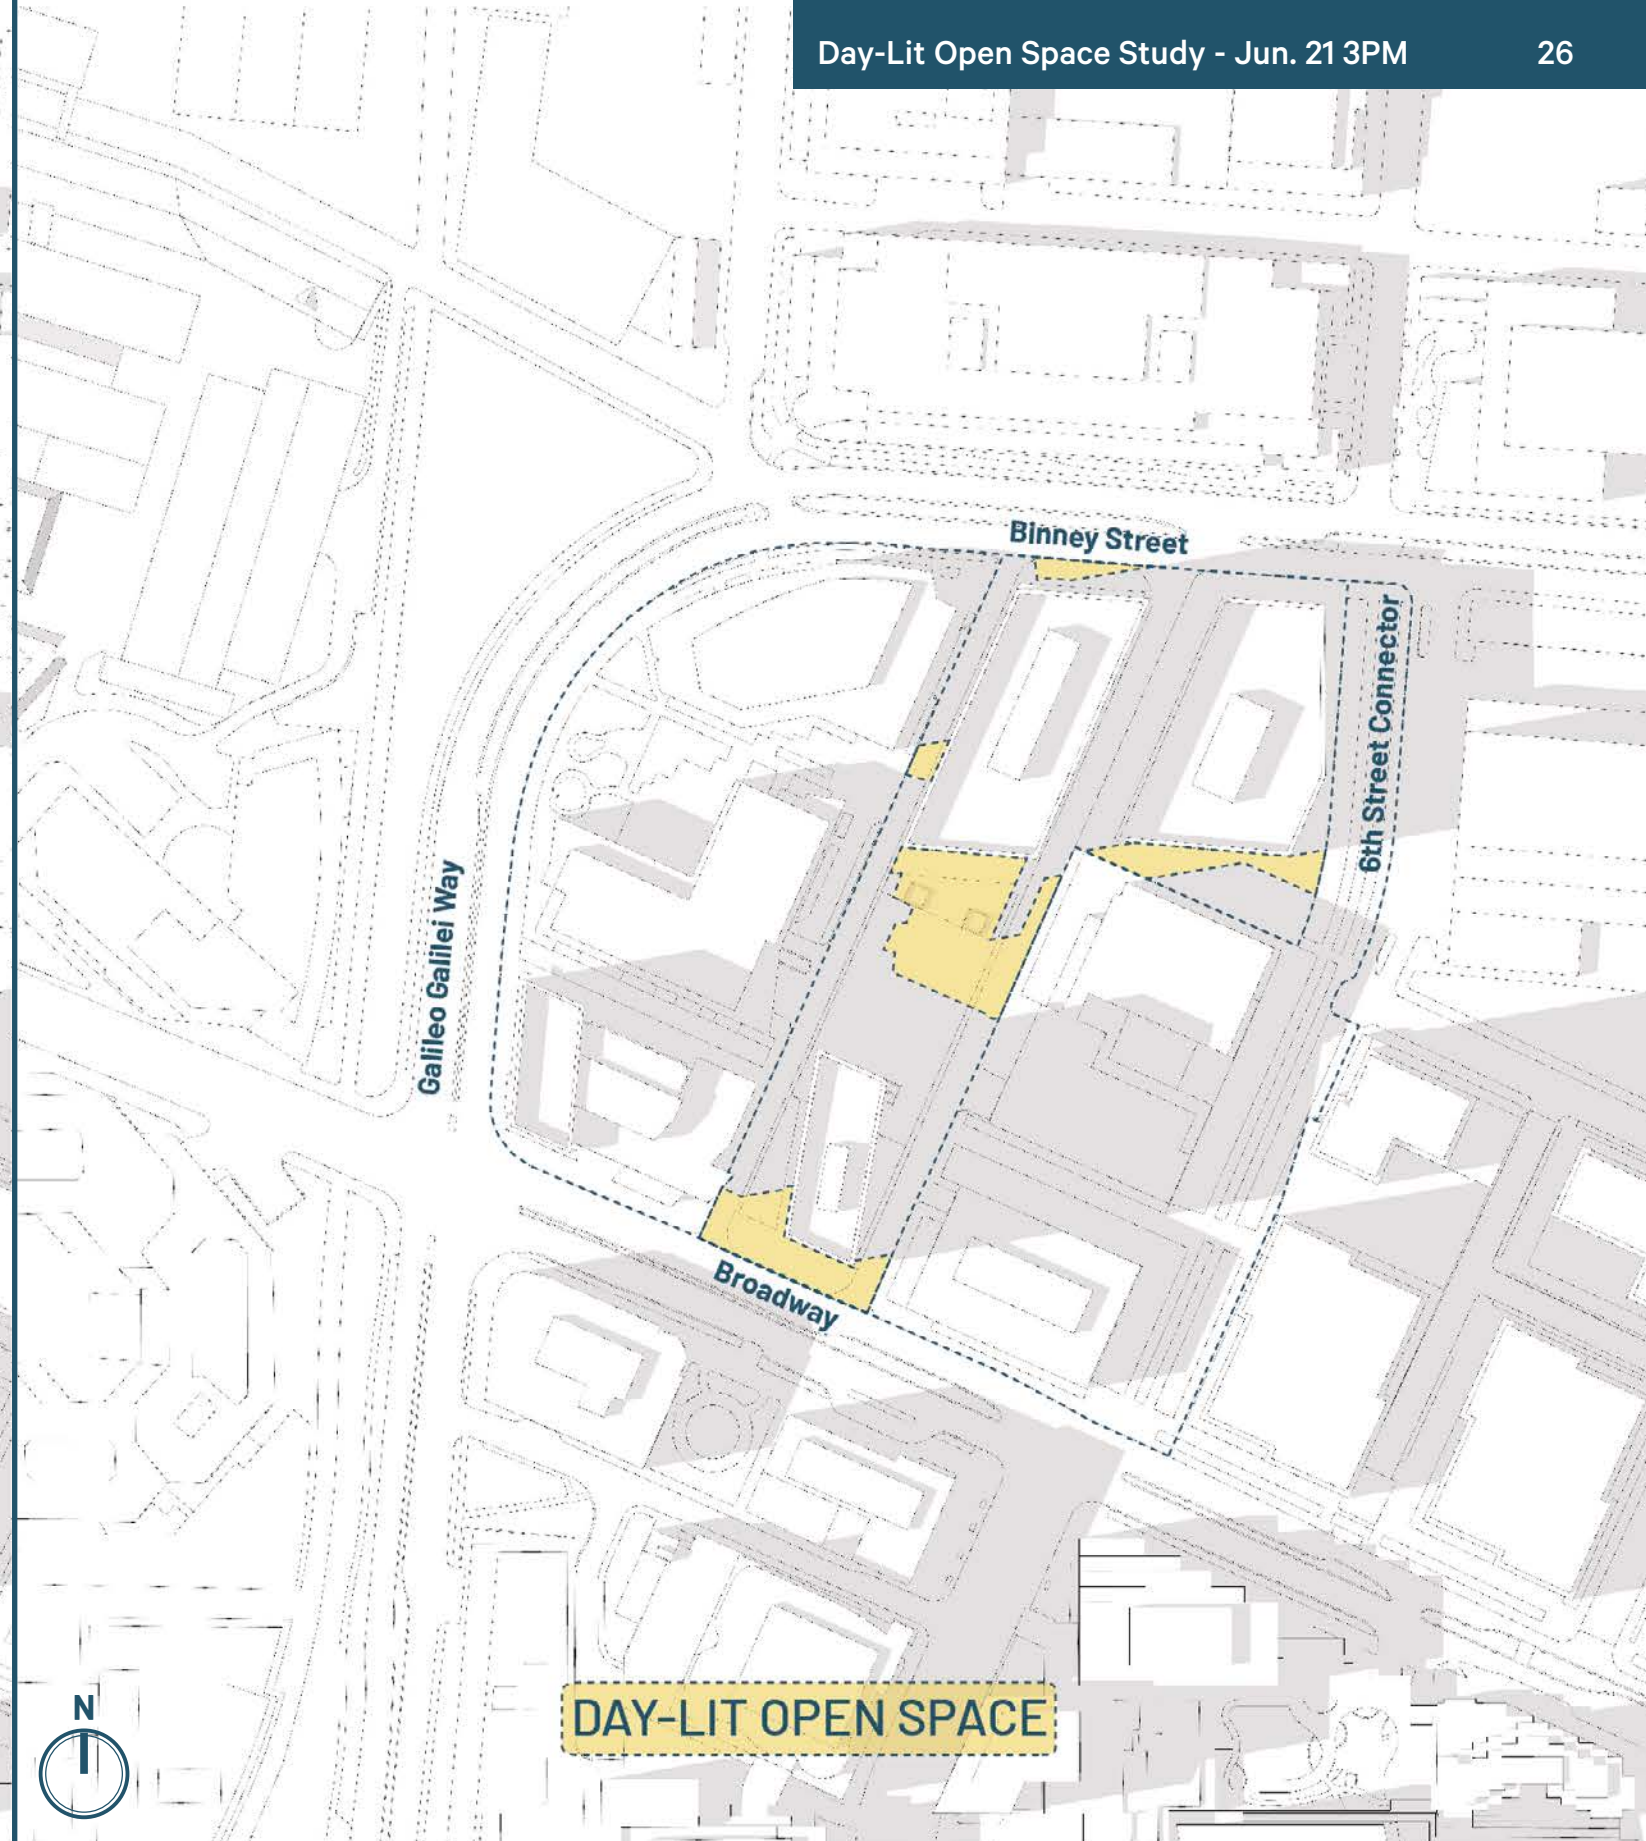 Day-Lit Open Space Study - Jun. 21 3PM
26
Binney Street
6th Street Connector
Galileo Galilei Way
Broadway
DAY-LIT OPEN SPACE
N